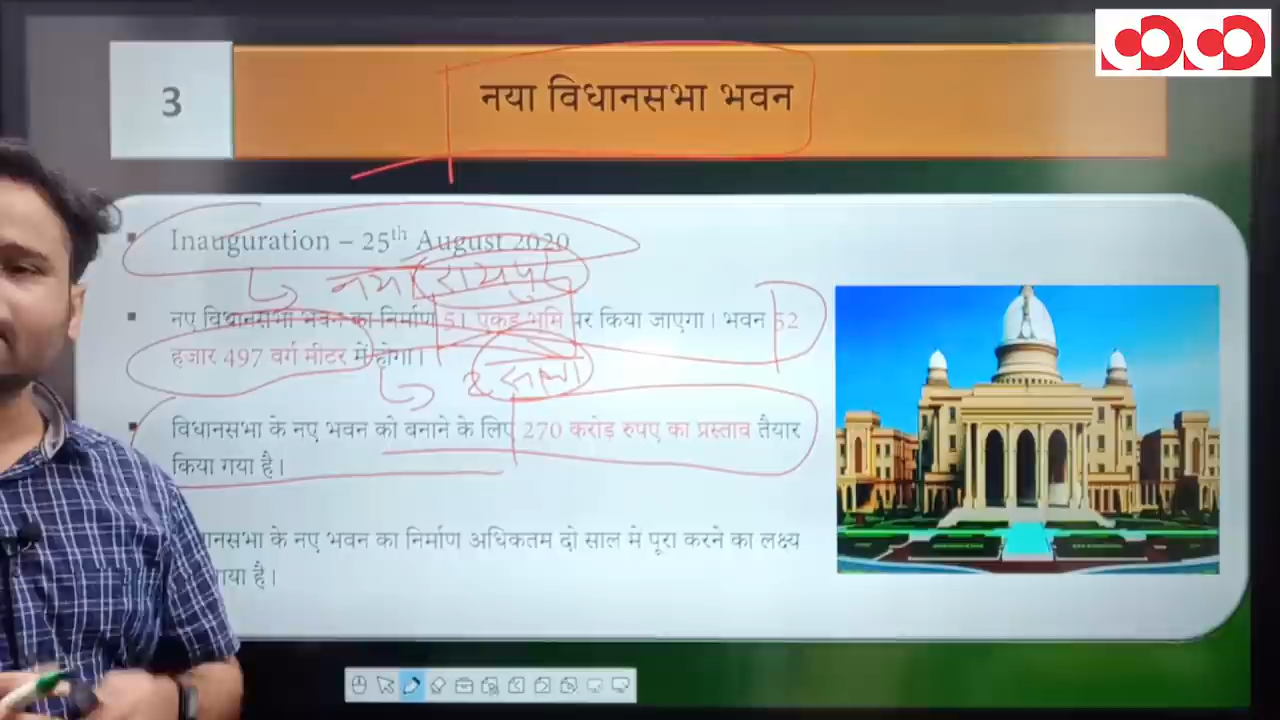 3
नया विधानसभा भवन
Inauguration – 25th August 2020
नया रायपुर
नए विधानसभा भवन का निर्माण 51 एकड़ भूमि पर किया जाएगा। भवन 52
हजार 497 वर्ग मीटर में होगा।
विधानसभा के नए भवन को बनाने के लिए 270 करोड़ रुपए का प्रस्ताव तैयार
किया गया है।
नसभा के नए भवन का निर्माण अधिकतम दो साल में पूरा करने का लक्ष्य
गया है।